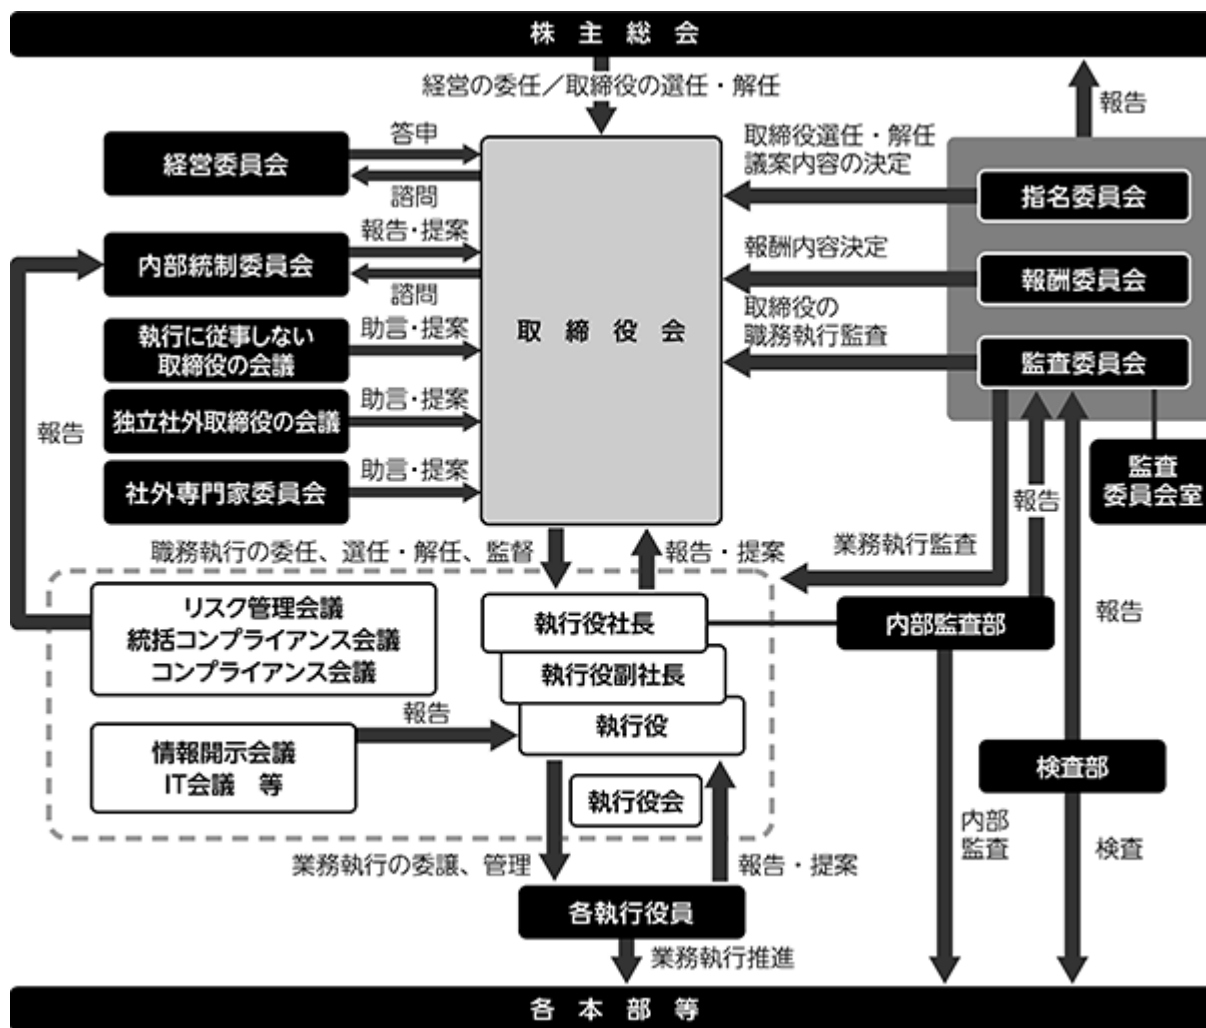 株主総会
経営の委任／取締役の選任・解任
報告
経営委員会
答申
諮問
取締役選任・解任
議案内容の決定
指名委員会
内部統制委員会
報告・提案
諮問
取締役会
報酬内容決定
報酬委員会
執行に従事しない
取締役の会議
助言・提案
取締役の
職務執行監査
監査委員会
独立社外取締役の会議
助言・提案
報告
社外専門家委員会
助言・提案
監査
委員会室
報告
職務執行の委任、選任・解任、監督
報告・提案
業務執行監査
リスク管理会議
統括コンプライアンス会議
コンプライアンス会議
執行役社長
内部監査部
報告
執行役副社長
執行役
報告
情報開示会議
IT会議　等
執行役会
検査部
業務執行の委譲、管理
報告・提案
内部
監査
検査
各執行役員
業務執行推進
各本部等